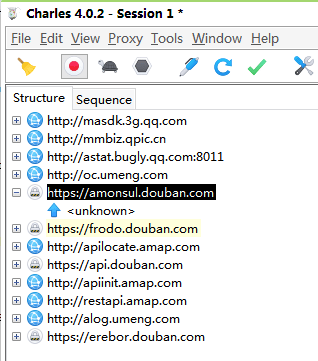 Charles 4.0.2 - Session 1 *
File Edit View Proxy Tools Window Help
Structure Sequence
http://masdk.3g.qq.com
http://mmbiz.qpic.cn
http://astat.bugly.qq.com:8011
http://oc.umeng.com
https://amonsul.douban.com
<unknown>
https://frodo.douban.com
http://apilocate.amap.com
https://api.douban.com
http://apiinit.amap.com
http://restapi.amap.com
http://alog.umeng.com
https://erebor.douban.com